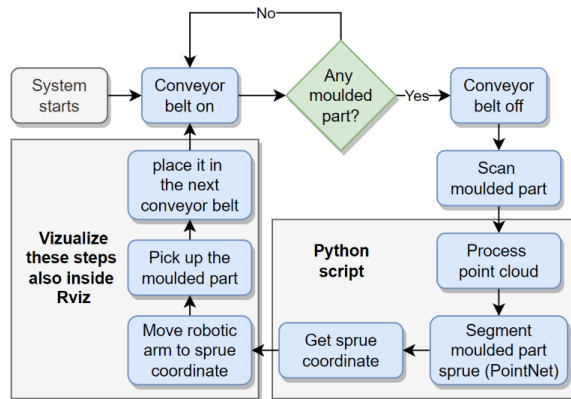 No
System
starts
Conveyor
belt on
Any
moulded
part?
Yes
Conveyor
belt off
place it in
the next
conveyor belt
Scan
moulded part
Vizualize
these steps
also inside
Rviz
Pick up the
moulded part
Python
script
Process
point cloud
Move robotic
arm to sprue
coordinate
Get sprue
coordinate
Segment
moulded part
sprue (PointNet)